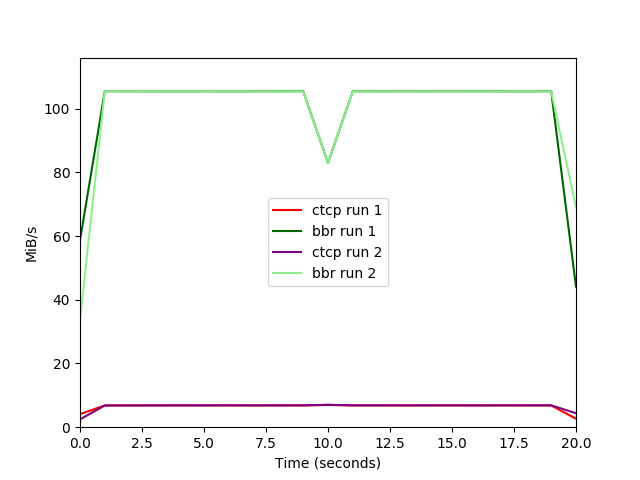 100
80
60
40
20
0
MiB/s
ctcp run 1
bbr run 1
ctcp run 2
bbr run 2
0.0 2.5 5.0 7.5 10.0 12.5 15.0 17.5 20.0
Time (seconds)